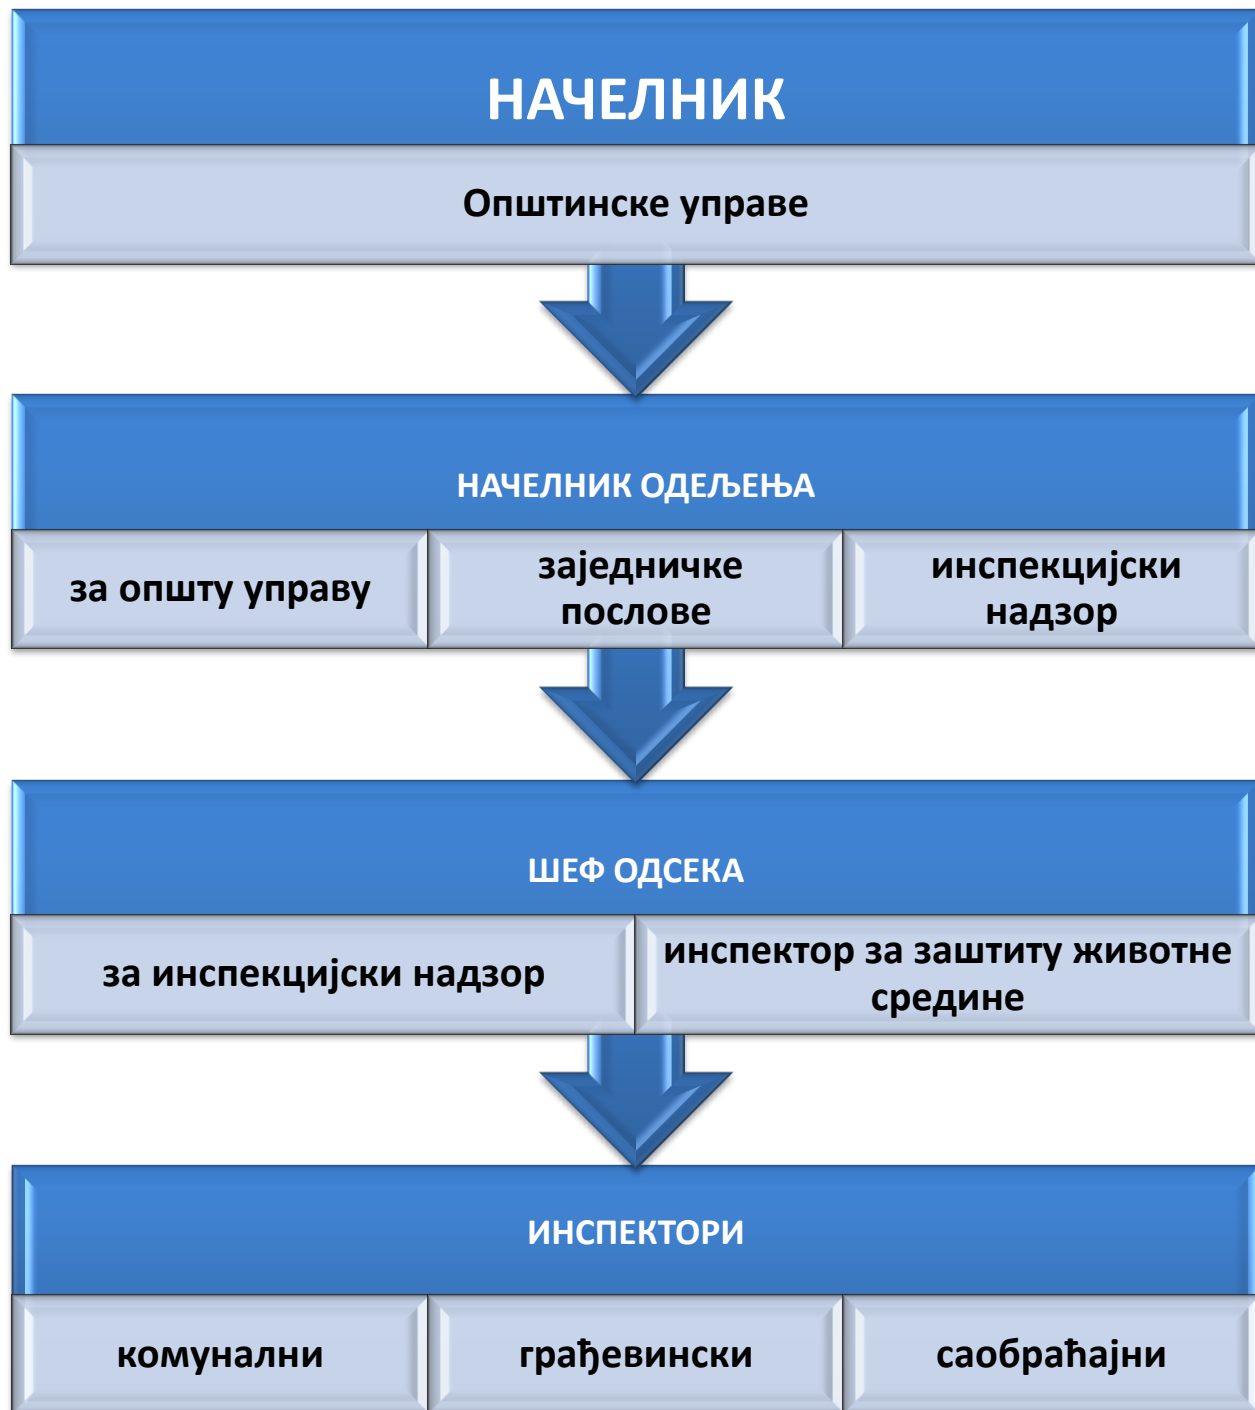 НАЧЕЛНИК
Општинске управе
НАЧЕЛНИК ОДЕЉЕЊА
за општу управу
заједничке
послове
инспекцијски
надзор
ШЕФ ОДСЕКА
за инспекцијски надзор
инспектор за заштиту животне
средине
ИНСПЕКТОРИ
комунални
грађевински
саобраћајни